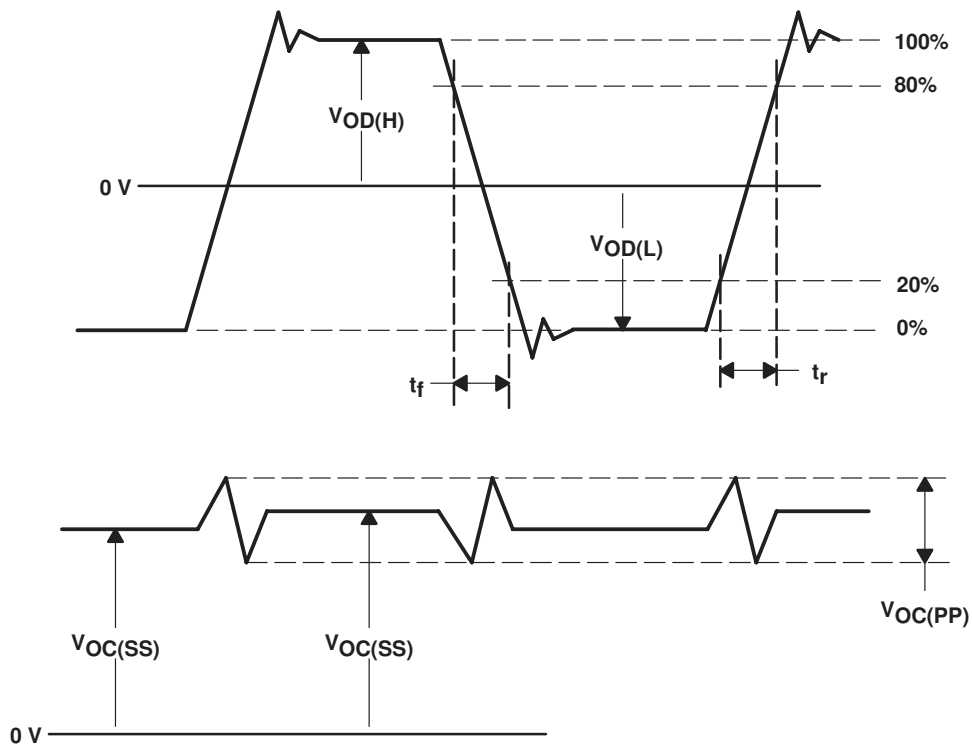 100%
80%
VOD(H)
0 V
VOD(L)
20%
0%
tf
tr
VOC(PP)
VOC(SS)
VOC(SS)
0 V